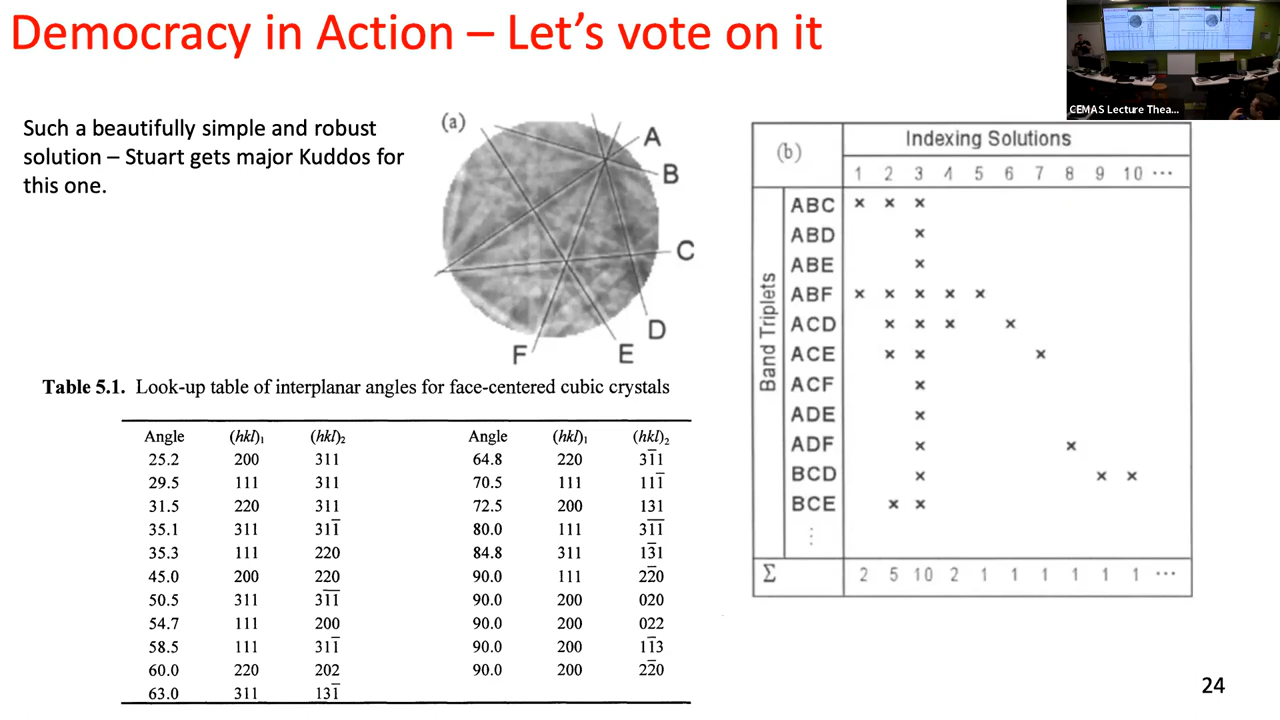 Democracy in Action – Let's vote on it
CEMAS Lecture Thea...
Such a beautifully simple and robust
solution – Stuart gets major Kuddos for
this one.
(a)
A
B
C
D
E
F
Table 5.1. Look-up table of interplanar angles for face-centered cubic crystals
Angle (hkl)₁ (hkl)₂ Angle (hkl)₁ (hkl)₂
25.2 200 311 64.8 220 31̅1
29.5 111 311 70.5 111 111̅
31.5 220 311 72.5 200 131
35.1 311 311̅ 80.0 111 31̅1̅
35.3 111 220 84.8 311 13̅1
45.0 200 220 90.0 111 22̅0
50.5 311 31̅1̅ 90.0 200 020
54.7 111 200 90.0 200 022
58.5 111 311̅ 90.0 200 11̅3
60.0 220 202 90.0 200 22̅0
63.0 311 131̅
(b) Indexing Solutions
1 2 3 4 5 6 7 8 9 10 ...
Band Triplets
ABC × × ×
ABD ×
ABE ×
ABF × × × × ×
ACD × × × ×
ACE × × ×
ACF ×
ADE ×
ADF × ×
BCD × × ×
BCE × ×
⋮
Σ 2 5 10 2 1 1 1 1 1 1 ...
24